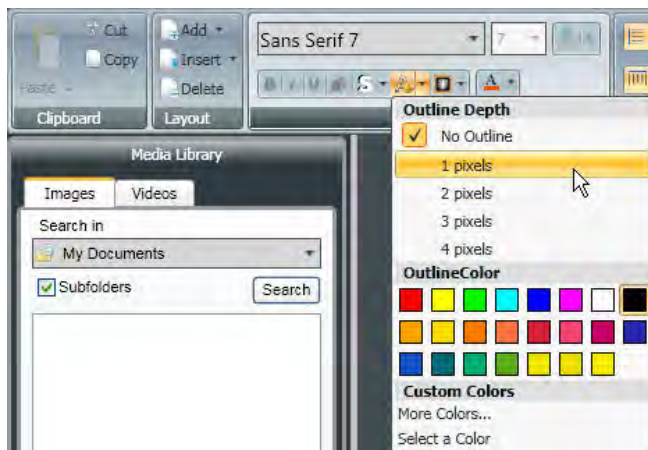 Cut
Copy
Paste
Clipboard
Add
Insert
Delete
Layout
Sans Serif 7
7
B I U
A
Outline Depth
No Outline
1 pixels
2 pixels
3 pixels
4 pixels
OutlineColor
Custom Colors
More Colors...
Select a Color
Media Library
Images Videos
Search in
My Documents
Subfolders
Search